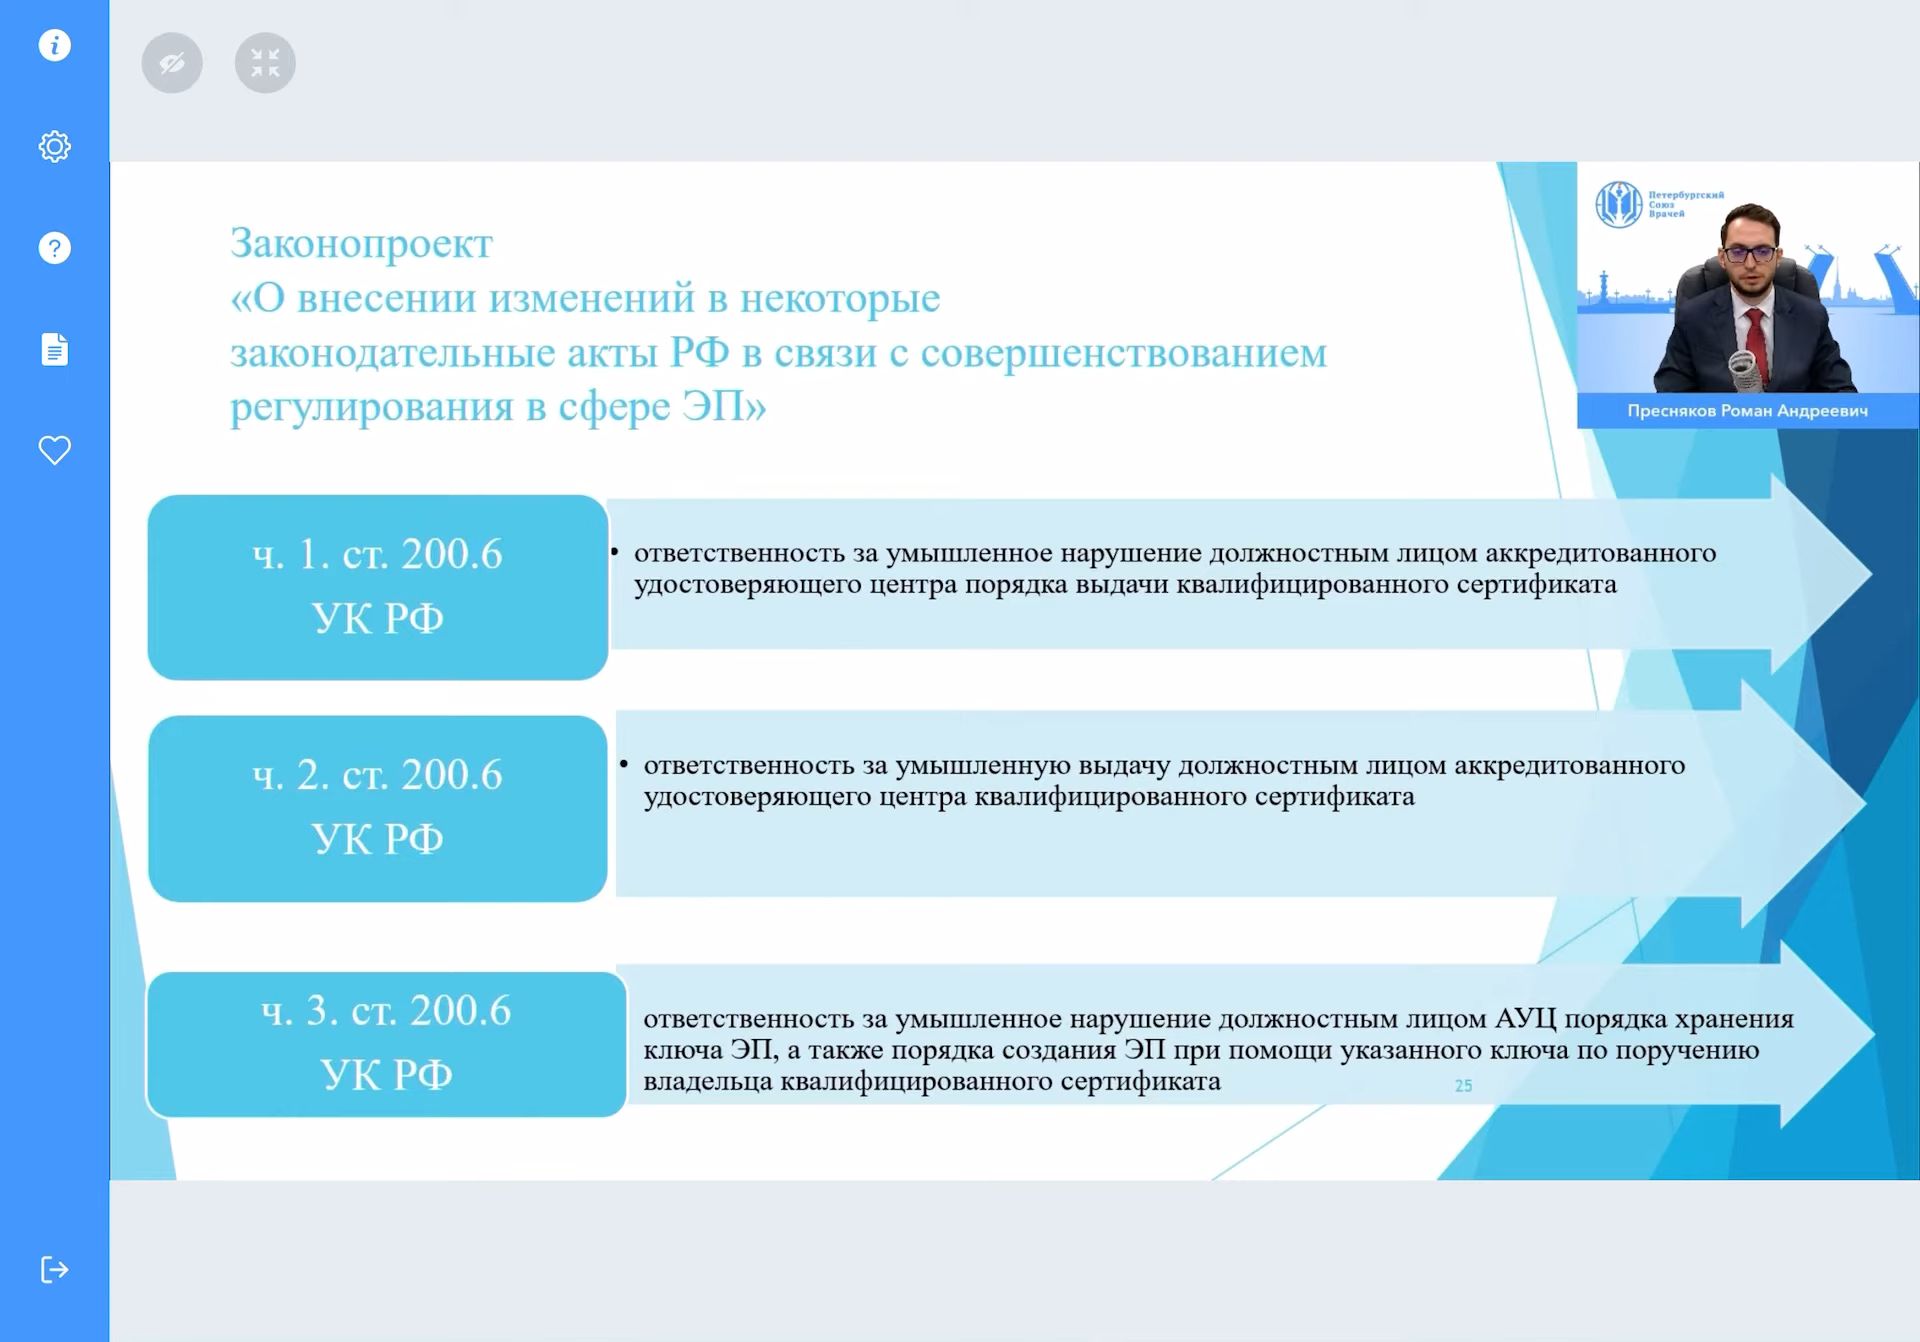 Законопроект
«О внесении изменений в некоторые
законодательные акты РФ в связи с совершенствованием
регулирования в сфере ЭП»
Петербургский
Союз
Врачей
Пресняков Роман Андреевич
ч. 1. ст. 200.6
УК РФ
• ответственность за умышленное нарушение должностным лицом аккредитованного
удостоверяющего центра порядка выдачи квалифицированного сертификата
ч. 2. ст. 200.6
УК РФ
• ответственность за умышленную выдачу должностным лицом аккредитованного
удостоверяющего центра квалифицированного сертификата
ч. 3. ст. 200.6
УК РФ
ответственность за умышленное нарушение должностным лицом АУЦ порядка хранения
ключа ЭП, а также порядка создания ЭП при помощи указанного ключа по поручению
владельца квалифицированного сертификата
25